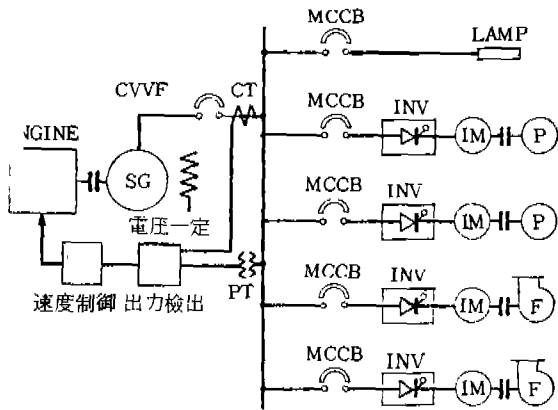 MCCB
LAMP
CVVF
CT
MCCB
INV
IM
P
NGINE
SG
電圧一定
MCCB
INV
IM
P
速度制御
出力検出
PT
MCCB
INV
IM
F
MCCB
INV
IM
F